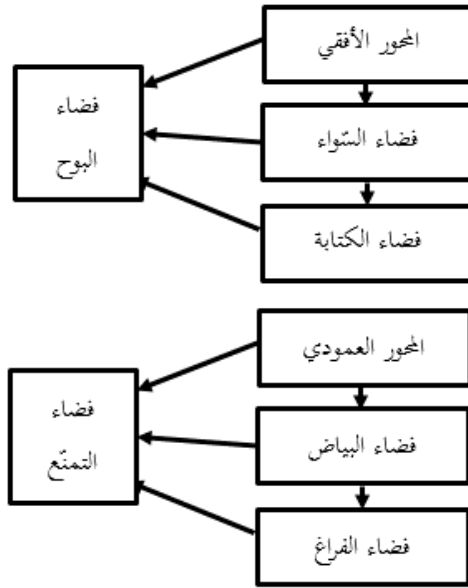 المحور الأفقي
فضاء السّواء
فضاء الكتابة
فضاء
البوح
المحور العمودي
فضاء البياض
فضاء الفراغ
فضاء
التمنّع